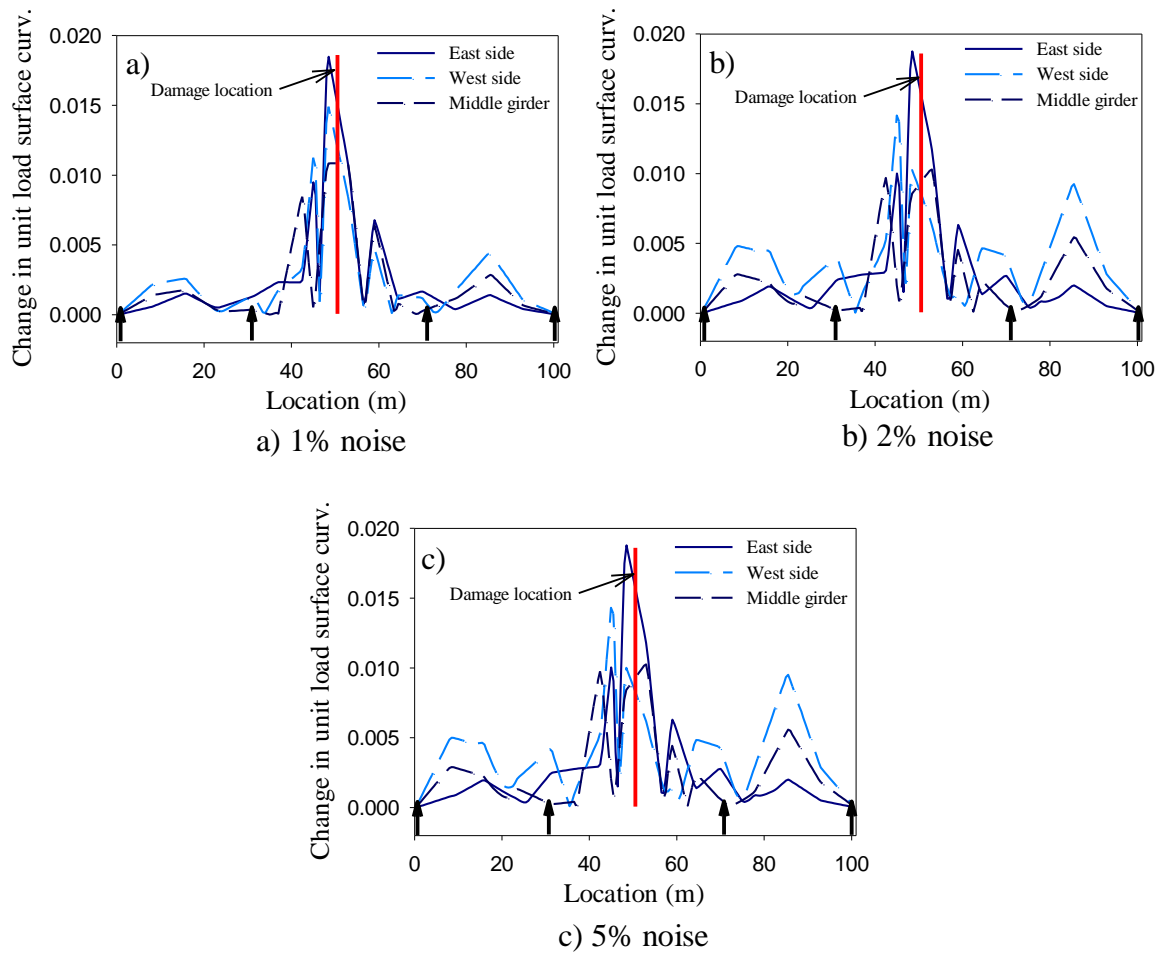 Change in unit load surface curv.
0.020
0.015
0.010
0.005
0.000
a)
Damage location
East side
West side
Middle girder
0 20 40 60 80 100
Location (m)
a) 1% noise
Change in unit load surface curv.
0.020
0.015
0.010
0.005
0.000
b)
Damage location
East side
West side
Middle girder
0 20 40 60 80 100
Location (m)
b) 2% noise
Change in unit load surface curv.
0.020
0.015
0.010
0.005
0.000
c)
Damage location
East side
West side
Middle girder
0 20 40 60 80 100
Location (m)
c) 5% noise